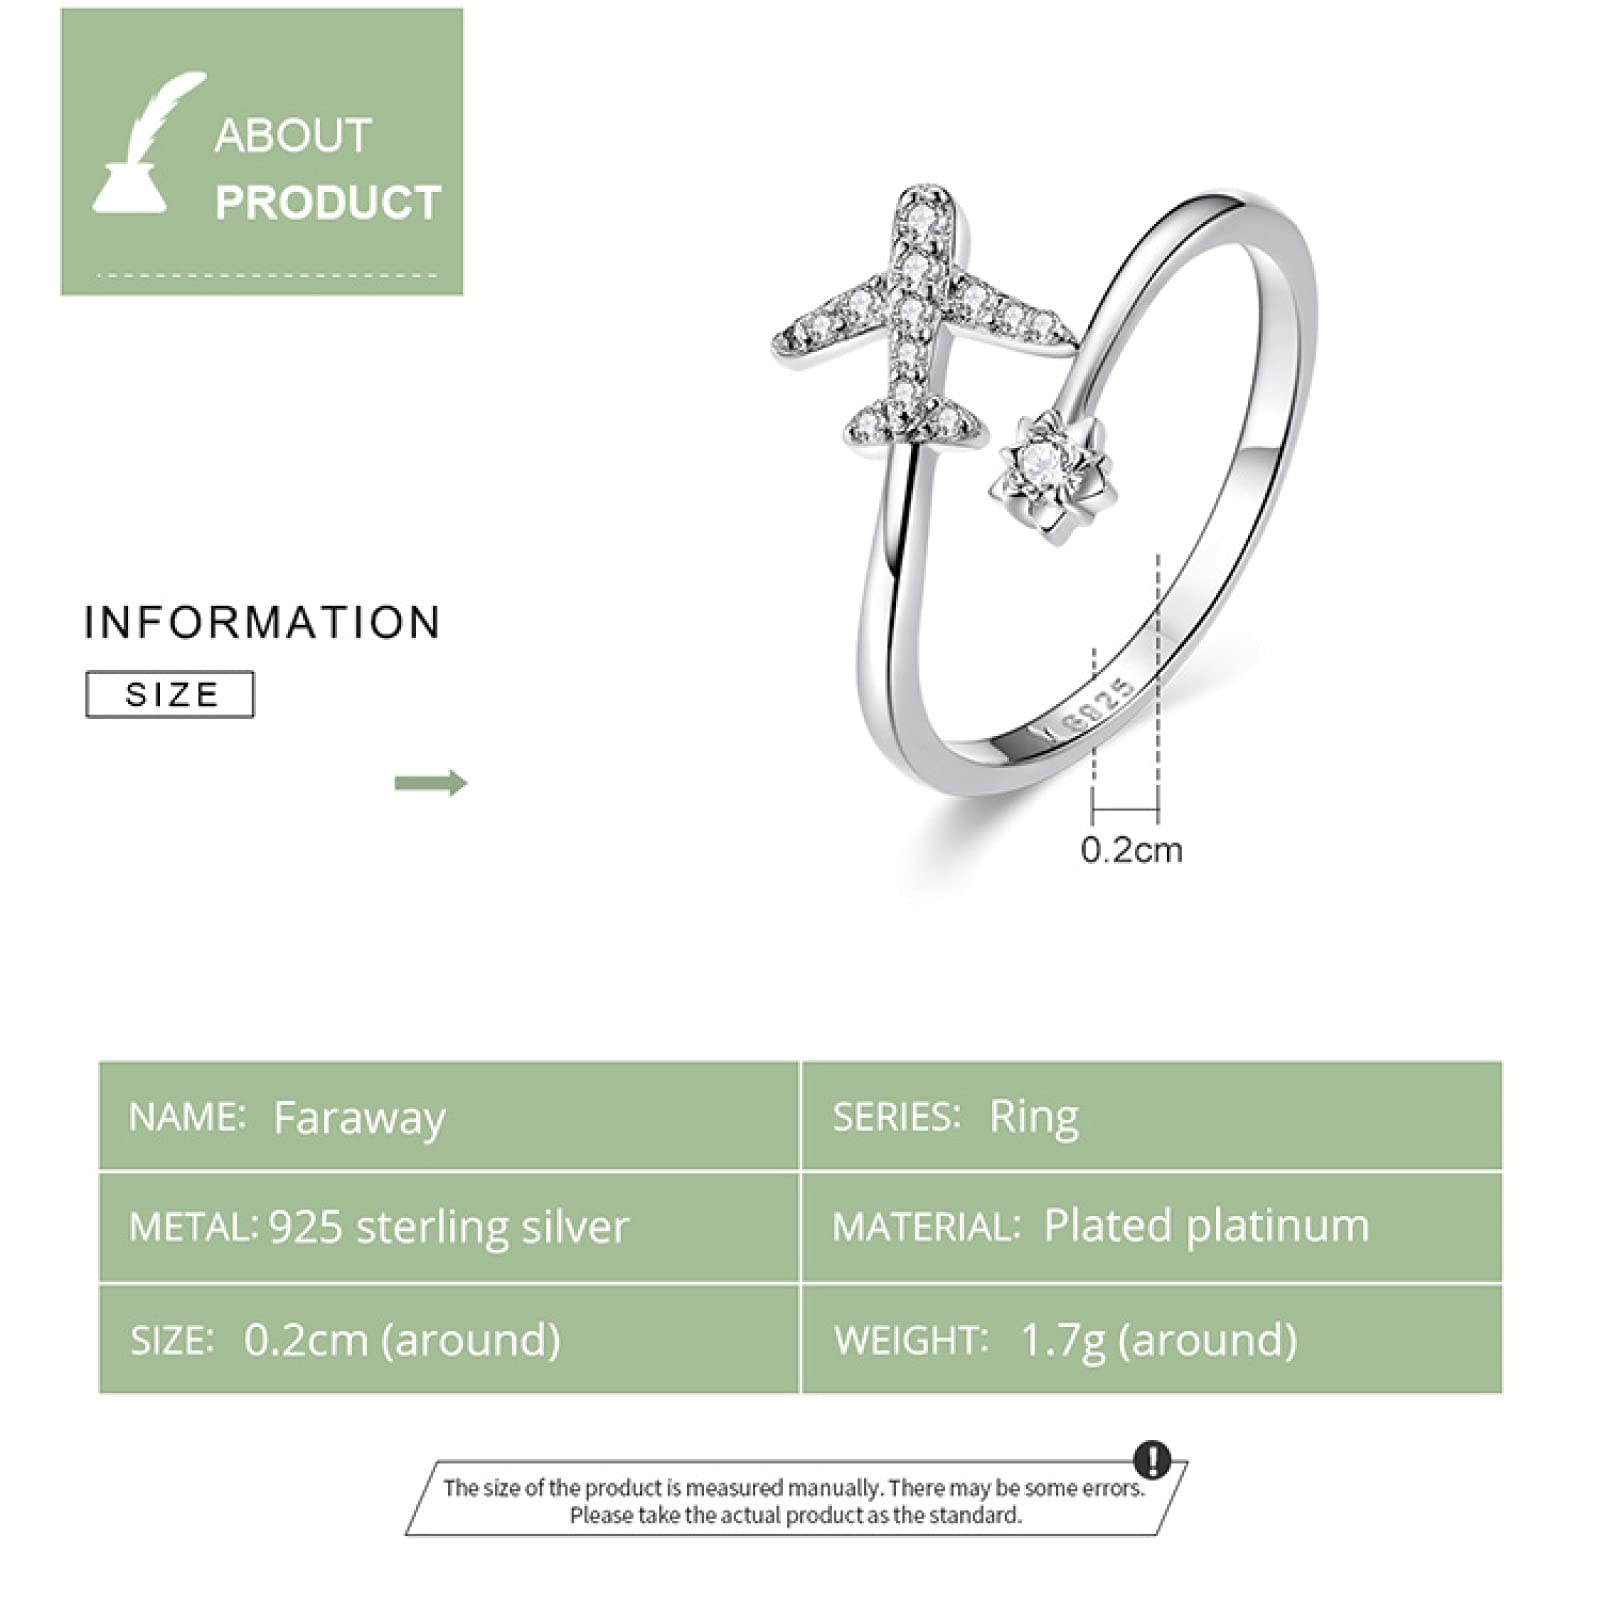 ABOUT
PRODUCT
INFORMATION
SIZE
925
0.2cm
NAME: Faraway
SERIES: Ring
METAL: 925 sterling silver
MATERIAL: Plated platinum
SIZE: 0.2cm (around)
WEIGHT: 1.7g (around)
The size of the product is measured manually. There may be some errors.
Please take the actual product as the standard.